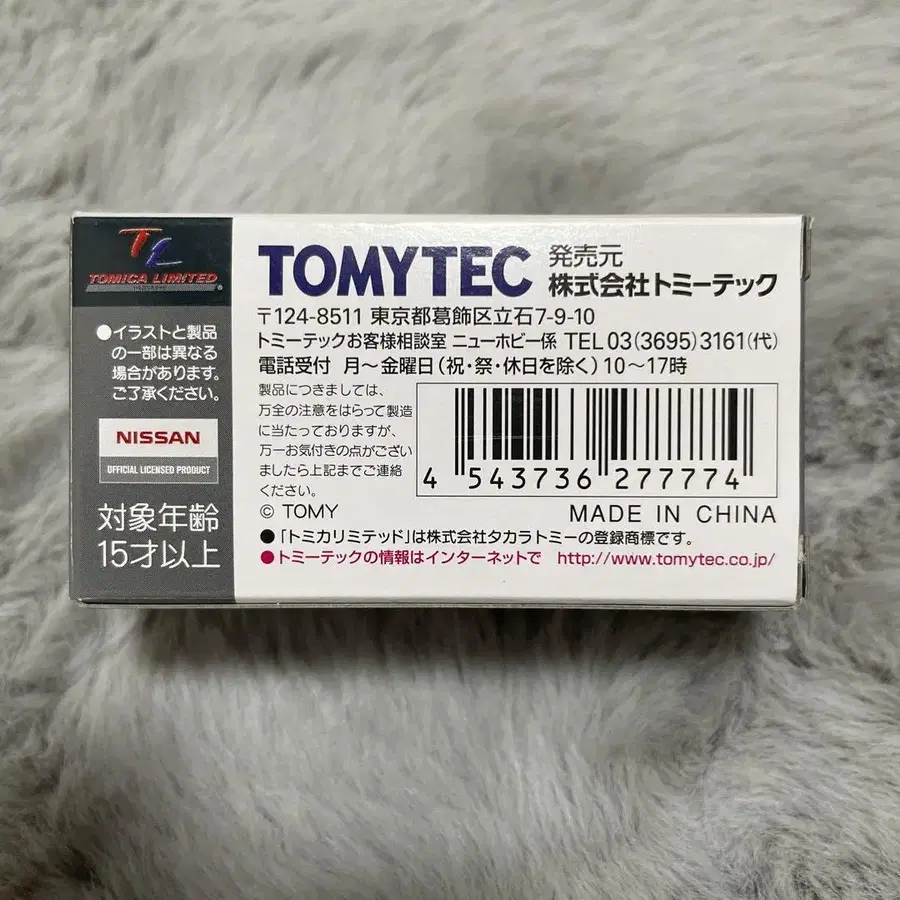 TL
TOMICA LIMITED
®
●イラストと製品
の一部は異なる
場合があります。
ご了承ください。
NISSAN
OFFICIAL LICENSED PRODUCT
対象年齢
15才以上
TOMYTEC
発売元
株式会社トミーテック
〒124-8511 東京都葛飾区立石7-9-10
トミーテックお客様相談室 ニューホビー係 TEL 03(3695)3161(代)
電話受付 月～金曜日(祝・祭・休日を除く)10～17時
製品につきましては、
万全の注意をはらって製造
に当たっておりますが、
万一お気付きの点がござい
ましたら上記までご連絡
ください。
4 543736 277774
© TOMY
MADE IN CHINA
●「トミカリミテッド」は株式会社タカラトミーの登録商標です。
●トミーテックの情報はインターネットで http://www.tomytec.co.jp/